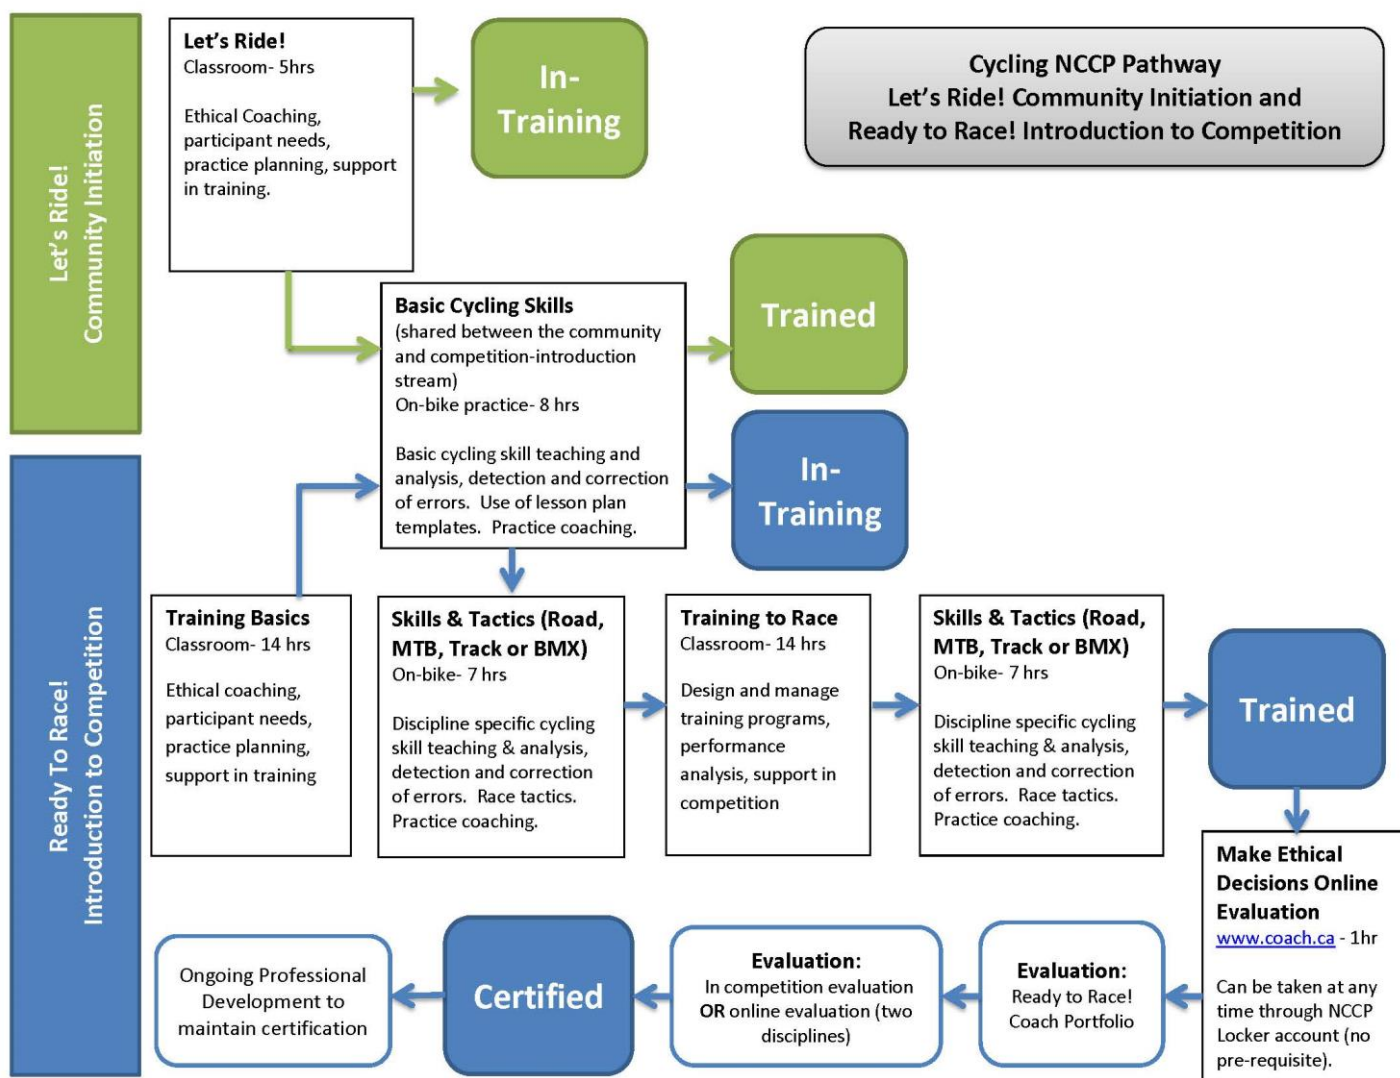 Let's Ride!
Community Initiation
Let's Ride!
Classroom- 5hrs
Ethical Coaching,
participant needs,
practice planning, support
in training.
In-
Training
Cycling NCCP Pathway
Let's Ride! Community Initiation and
Ready to Race! Introduction to Competition
Basic Cycling Skills
(shared between the community
and competition-introduction
stream)
On-bike practice- 8 hrs
Basic cycling skill teaching and
analysis, detection and correction
of errors.  Use of lesson plan
templates.  Practice coaching.
Trained
In-
Training
Ready To Race!
Introduction to Competition
Training Basics
Classroom- 14 hrs
Ethical coaching,
participant needs,
practice planning,
support in training
Skills & Tactics (Road,
MTB, Track or BMX)
On-bike- 7 hrs
Discipline specific cycling
skill teaching & analysis,
detection and correction
of errors.  Race tactics.
Practice coaching.
Training to Race
Classroom- 14 hrs
Design and manage
training programs,
performance
analysis, support in
competition
Skills & Tactics (Road,
MTB, Track or BMX)
On-bike- 7 hrs
Discipline specific cycling
skill teaching & analysis,
detection and correction
of errors.  Race tactics.
Practice coaching.
Trained
Make Ethical
Decisions Online
Evaluation
www.coach.ca - 1hr
Can be taken at any
time through NCCP
Locker account (no
pre-requisite).
Evaluation:
Ready to Race!
Coach Portfolio
Evaluation:
In competition evaluation
OR online evaluation (two
disciplines)
Certified
Ongoing Professional
Development to
maintain certification